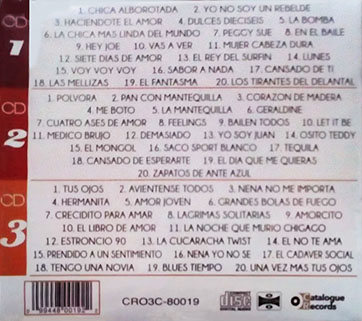 CD
1
1. CHICA ALBOROTADA 2. YO NO SOY UN REBELDE
3. HACIENDOTE EL AMOR 4. DULCES DIECISEIS 5. LA BOMBA
6. LA CHICA MAS LINDA DEL MUNDO 7. PEGGY SUE 8. EN EL BAILE
9. HEY JOE 10. VAS A VER 11. MUJER CABEZA DURA
12. SIETE DIAS DE AMOR 13. EL REY DEL SURFIN 14. LUNES
15. VOY VOY VOY 16. SABOR A NADA 17. CANSADO DE TI
18. LAS MELLIZAS 19. EL FANTASMA 20. LOS TIRANTES DEL DELANTAL
CD
2
1. POLVORA 2. PAN CON MANTEQUILLA 3. CORAZON DE MADERA
4. ME BOTO 5. LA MANTEQUILLA 6. GERALDINE
7. CUATRO ASES DE AMOR 8. FEELINGS 9. BAILEN TODOS 10. LET IT BE
11. MEDICO BRUJO 12. DEMASIADO 13. YO SOY JUAN 14. OSITO TEDDY
15. EL MONGOL 16. SACO SPORT BLANCO 17. TEQUILA
18. CANSADO DE ESPERARTE 19. EL DIA QUE ME QUIERAS
20. ZAPATOS DE ANTE AZUL
CD
3
1. TUS OJOS 2. AVIENTENSE TODOS 3. NENA NO ME IMPORTA
4. HERMANITA 5. AMOR JOVEN 6. GRANDES BOLAS DE FUEGO
7. CRECIDITO PARA AMAR 8. LAGRIMAS SOLITARIAS 9. AMORCITO
10. EL LIBRO DE AMOR 11. LA NOCHE QUE MURIO CHICAGO
12. ESTRONCIO 90 13. LA CUCARACHA TWIST 14. EL NO TE AMA
15. PRENDIDO A UN SENTIMIENTO 16. NENA YO NO SE 17. EL CADAVER SOCIAL
18. TENGO UNA NOVIA 19. BLUES TIEMPO 20. UNA VEZ MAS TUS OJOS
CRO3C-80019
Catalogue
Records